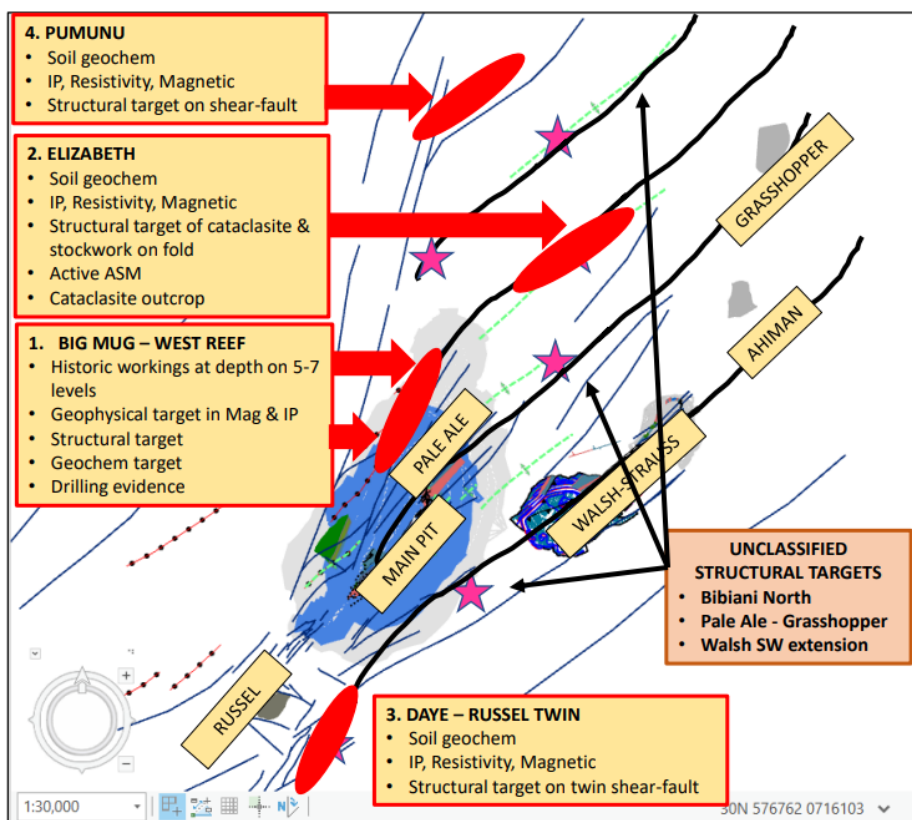 4. PUMUNU
• Soil geochem
• IP, Resistivity, Magnetic
• Structural target on shear-fault
2. ELIZABETH
• Soil geochem
• IP, Resistivity, Magnetic
• Structural target of cataclasite &
stockwork on fold
• Active ASM
• Cataclasite outcrop
1. BIG MUG – WEST REEF
• Historic workings at depth on 5-7
levels
• Geophysical target in Mag & IP
• Structural target
• Geochem target
• Drilling evidence
GRASSHOPPER
AHIMAN
PALE ALE
WALSH-STRAUSS
MAIN PIT
UNCLASSIFIED
STRUCTURAL TARGETS
• Bibiani North
• Pale Ale - Grasshopper
• Walsh SW extension
RUSSEL
3. DAYE – RUSSEL TWIN
• Soil geochem
• IP, Resistivity, Magnetic
• Structural target on twin shear-fault
1:30,000
30N 576762 0716103